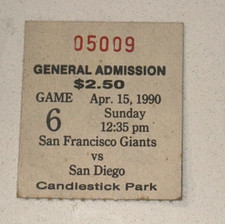 05009
GENERAL ADMISSION
$2.50
GAME Apr. 15, 1990
6 Sunday
12:35 pm
San Francisco Giants
vs
San Diego
Candlestick Park